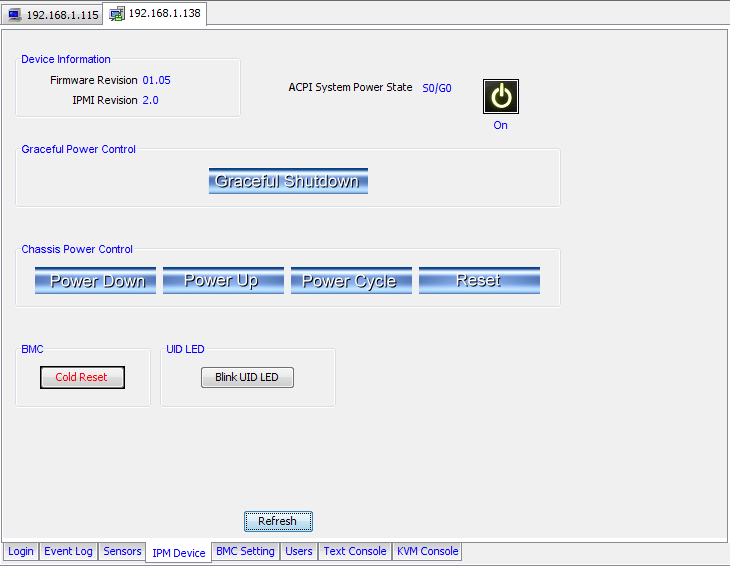 192.168.1.115 192.168.1.138
Device Information
Firmware Revision 01.05
IPMI Revision 2.0
ACPI System Power State S0/G0
On
Graceful Power Control
Graceful Shutdown
Chassis Power Control
Power Down Power Up Power Cycle Reset
BMC
Cold Reset
UID LED
Blink UID LED
Refresh
Login Event Log Sensors IPM Device BMC Setting Users Text Console KVM Console